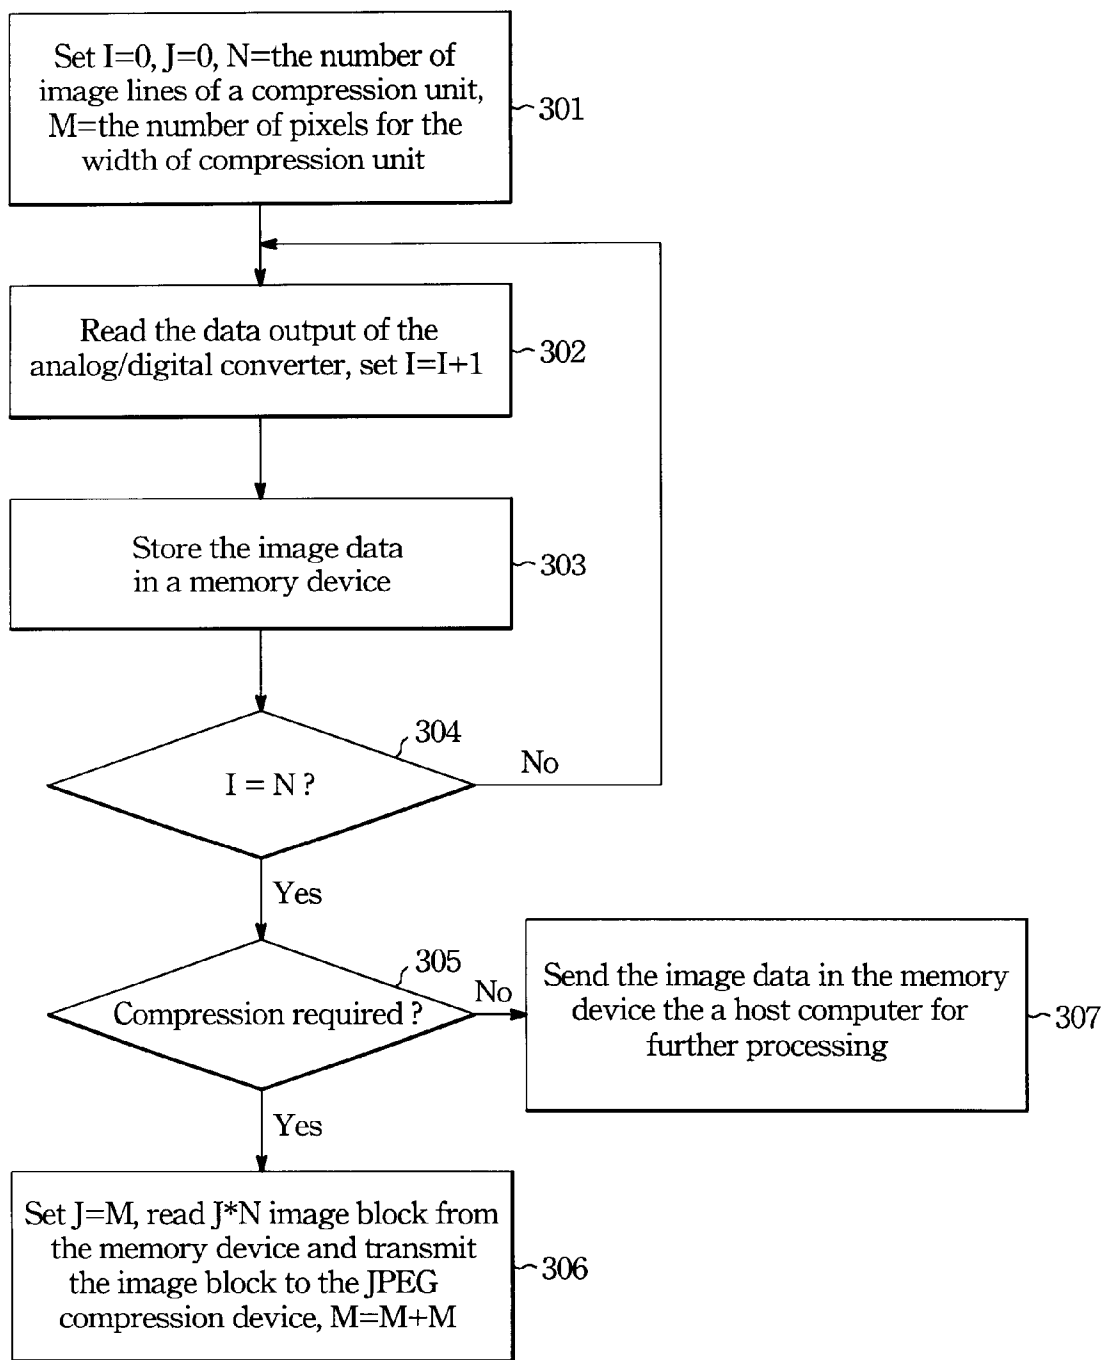 Set I=0, J=0, N=the number of
image lines of a compression unit,
M=the number of pixels for the
width of compression unit
301
Read the data output of the
analog/digital converter, set I=I+1
302
Store the image data
in a memory device
303
304
I = N ?
No
Yes
305
Compression required ?
No
Send the image data in the memory
device the a host computer for
further processing
307
Yes
Set J=M, read J*N image block from
the memory device and transmit
the image block to the JPEG
compression device, M=M+M
306